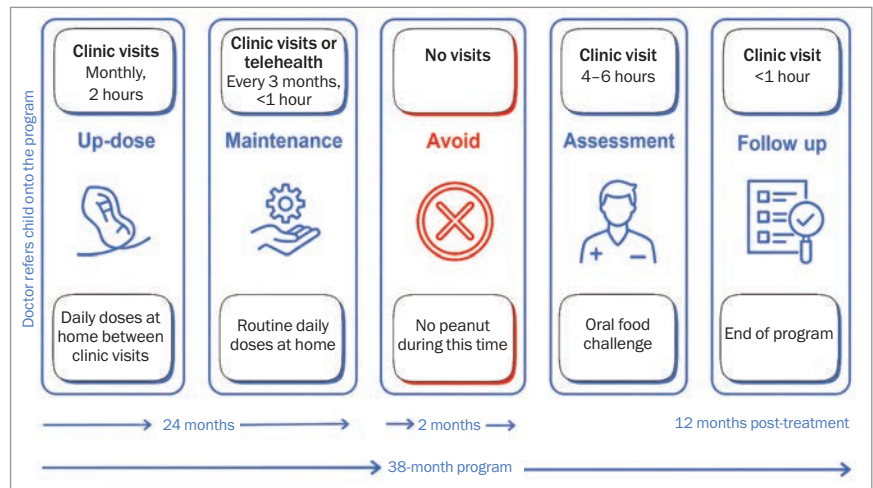 Doctor refers child onto the program
Clinic visits
Monthly,
2 hours
Up-dose
Daily doses at
home between
clinic visits
Clinic visits or
telehealth
Every 3 months,
<1 hour
Maintenance
Routine daily
doses at home
No visits
Avoid
No peanut
during this time
Clinic visit
4–6 hours
Assessment
Oral food
challenge
Clinic visit
<1 hour
Follow up
End of program
24 months
2 months
12 months post-treatment
38-month program